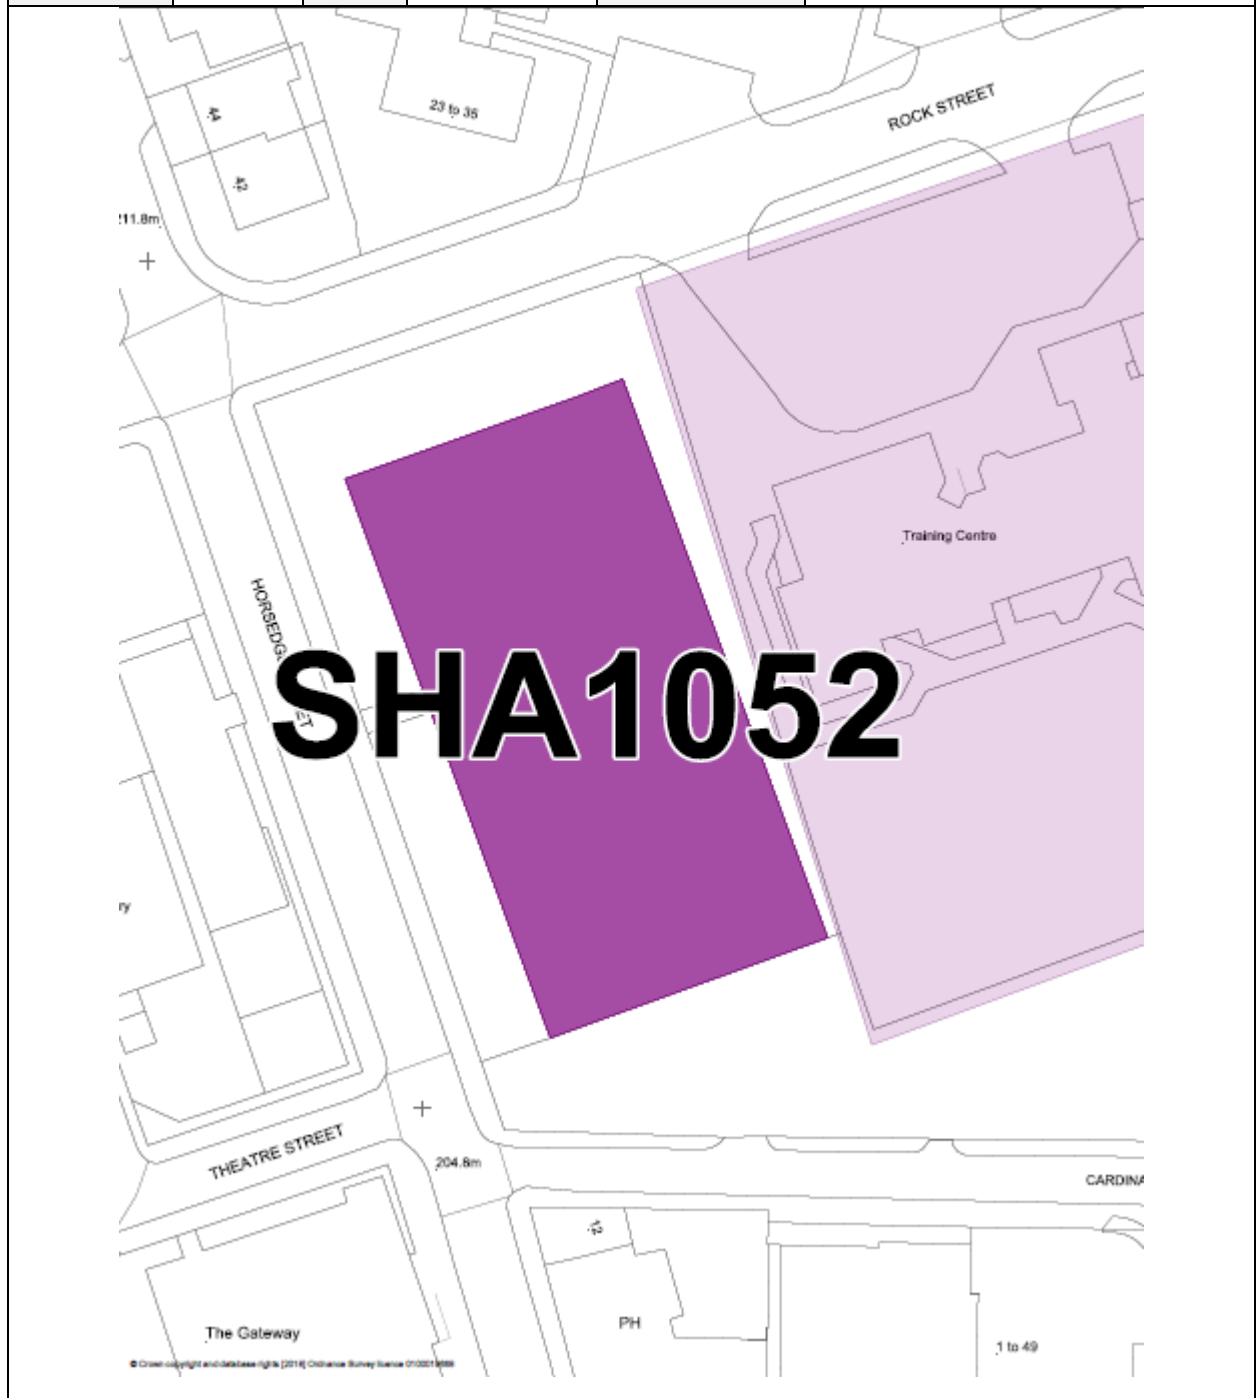 23 to 35
ROCK STREET
44
42
211.8m
Training Centre
SHA1052
ry
THEATRE STREET
204.8m
CARDINA
12
PH
The Gateway
1 to 49